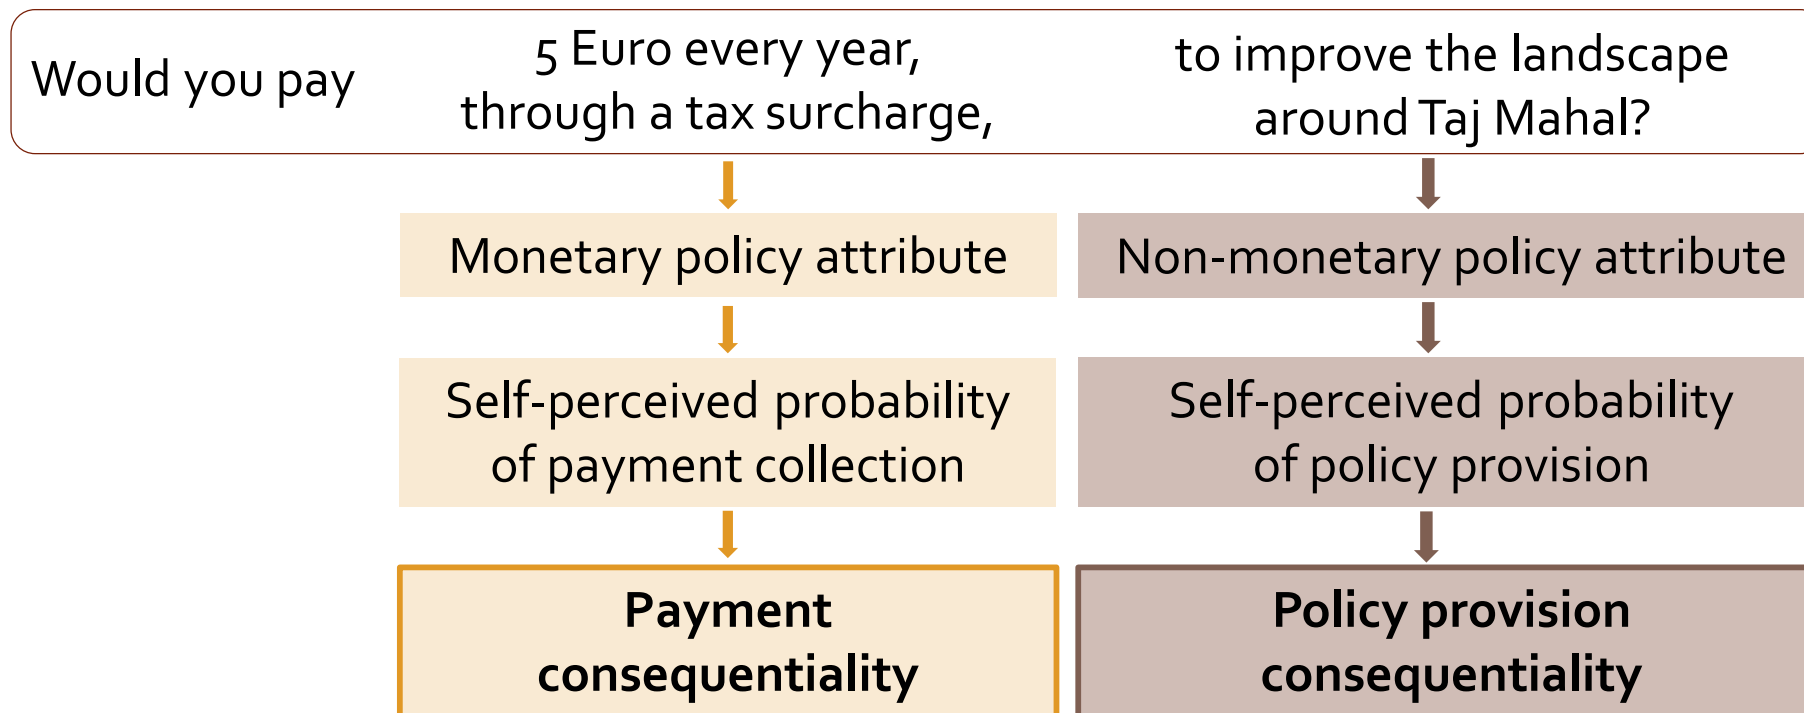 Would you pay
5 Euro every year,
through a tax surcharge,
to improve the landscape
around Taj Mahal?
Monetary policy attribute
Non-monetary policy attribute
Self-perceived probability
of payment collection
Self-perceived probability
of policy provision
Payment
consequentiality
Policy provision
consequentiality